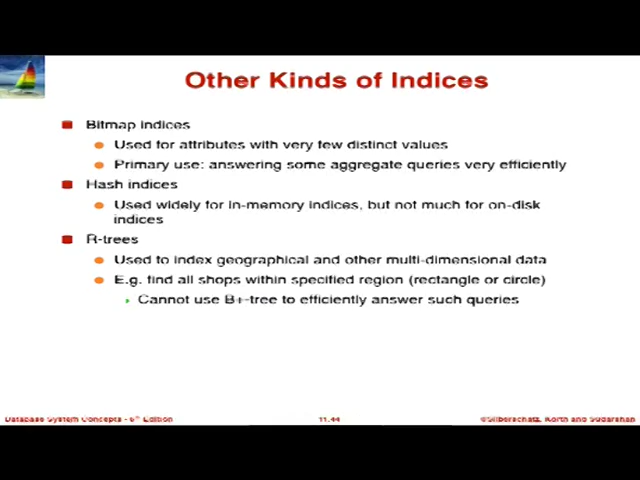 Other Kinds of Indices
Bitmap indices
Used for attributes with very few distinct values
Primary use: answering some aggregate queries very efficiently
Hash indices
Used widely for in-memory indices, but not much for on-disk
indices
R-trees
Used to index geographical and other multi-dimensional data
E.g. find all shops within specified region (rectangle or circle)
Cannot use B+-tree to efficiently answer such queries
Database System Concepts - 6th Edition
11.44
©Silberschatz, Korth and Sudarshan